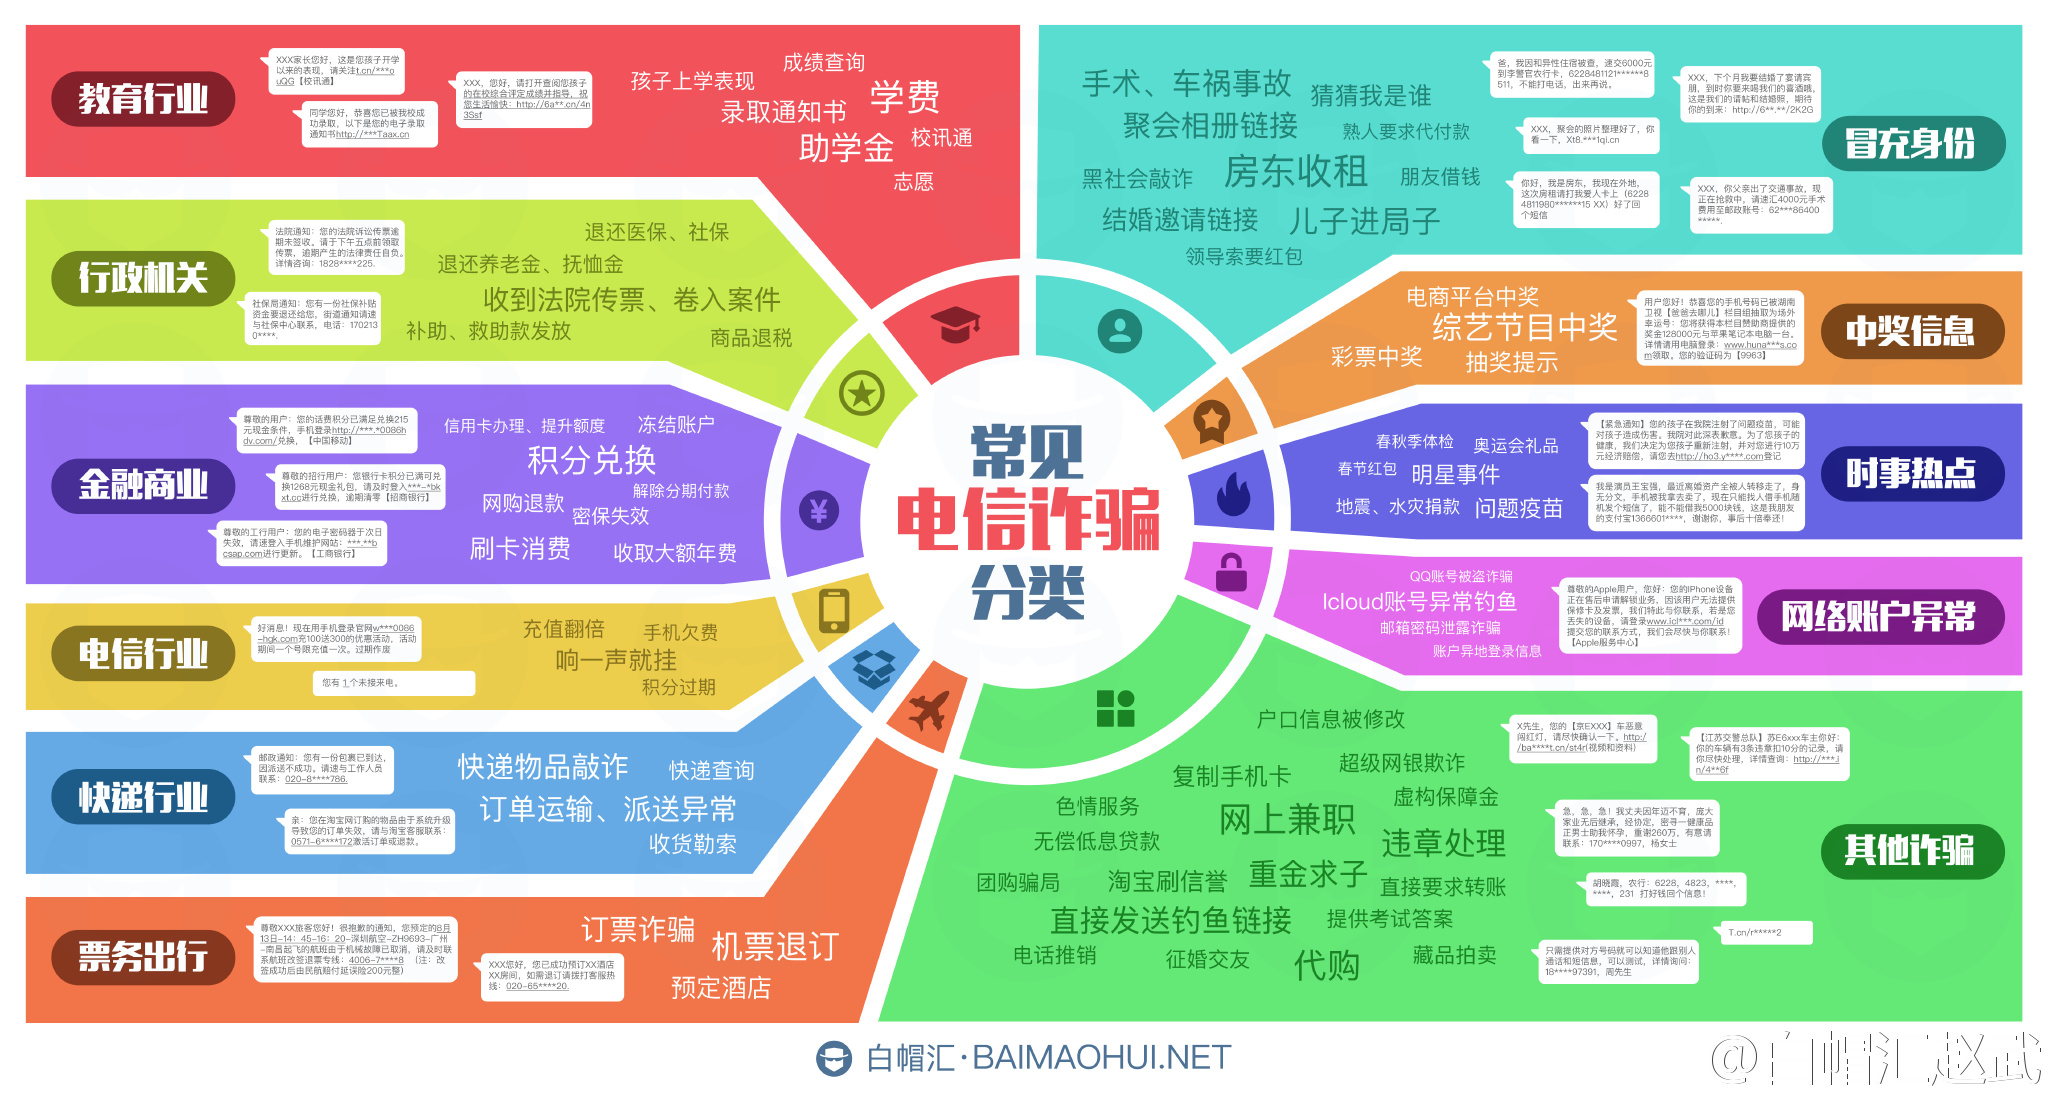 常见
电信诈骗
分类
教育行业
XXX家长您好，这是您孩子开学
以来的表现，请关注t.cn/***o
uQG【校讯通】
同学您好，恭喜您已被我校成
功录取，以下是您的电子录取
通知书http://***Taax.cn
XXX，您好，请打开查阅您孩子
的在校综合评定成绩并指导，祝
您生活愉快：http://6a**.cn/4n
3Ssf
孩子上学表现
成绩查询
录取通知书
学费
助学金
校讯通
志愿
行政机关
法院通知：您的法院诉讼传票逾
期未签收。请于下午五点前领取
传票，逾期产生的法律责任自负。
详情咨询：1828****225.
社保局通知：您有一份社保补贴
资金要退还给您，街道通知请速
与社保中心联系，电话：170213
0****.
退还医保、社保
退还养老金、抚恤金
收到法院传票、卷入案件
补助、救助款发放
商品退税
金融商业
尊敬的用户：您的话费积分已满足兑换215
元现金条件，手机登录http://***.*0086h
dv.com/兑换，【中国移动】
尊敬的招行用户：您银行卡积分已满可兑
换1268元现金礼包，请及时登入***-*bk
xt.cc进行兑换，逾期清零【招商银行】
尊敬的工行用户：您的电子密码器于次日
失效，请速登入手机维护网站：***.**b
csap.com进行更新。【工商银行】
信用卡办理、提升额度
冻结账户
积分兑换
解除分期付款
网购退款
密保失效
刷卡消费
收取大额年费
电信行业
好消息！现在用手机登录官网w***0086
-hgk.com充100送300的优惠活动，活动
期间一个号限充值一次。过期作废
您有 1 个未接来电。
充值翻倍
手机欠费
响一声就挂
积分过期
快递行业
邮政通知：您有一份包裹已到达，
因派送不成功。请速与工作人员
联系：020-8****786.
亲：您在淘宝网订购的物品由于系统升级
导致您的订单失效，请与淘宝客服联系：
0571-6****172激活订单或退款。
快递物品敲诈
快递查询
订单运输、派送异常
收货勒索
票务出行
尊敬XXX旅客您好！很抱歉的通知，您预定的8月
13日-14：45-16：20-深圳航空-ZH9693-广州
-南昌起飞的航班由于机械故障已取消，请及时联
系航班改签退票专线：4006-7****8 （注：改
签成功后由民航赔付延误险200元整）
XXX您好，您已成功预订XX酒店
XX房间，如需退订请拨打客服热
线：020-65****20.
订票诈骗
机票退订
预定酒店
冒充身份
手术、车祸事故
猜猜我是谁
聚会相册链接
熟人要求代付款
黑社会敲诈
房东收租
朋友借钱
结婚邀请链接
儿子进局子
领导索要红包
爸，我因和异性住宿被查，速交6000元
到李警官农行卡，6228481121******8
511，不能打电话，出来再说。
XXX，下个月我要结婚了宴请宾
朋，到时你要来喝我们的喜酒哦，
这是我们的请帖和结婚照，期待
你的到来：http://6**.**/2K2G
XXX，聚会的照片整理好了，你
看一下，Xt8.***1qi.cn
你好，我是房东，我现在外地，
这次房租请打我爱人卡上（6228
4811980******15 XX）好了回
个短信
XXX，你父亲出了交通事故，现
正在抢救中，请速汇4000元手术
费用至邮政账号：62***86400
*****.
中奖信息
电商平台中奖
综艺节目中奖
彩票中奖
抽奖提示
用户您好！恭喜您的手机号码已被湖南
卫视【爸爸去哪儿】栏目组抽取为场外
幸运号：您将获得本栏目赞助商提供的
奖金128000元与苹果笔记本电脑一台。
详情请用电脑登录：www.huna***s.co
m领取。您的验证码为【9963】
时事热点
春秋季体检
奥运会礼品
春节红包
明星事件
地震、水灾捐款
问题疫苗
【紧急通知】您的孩子在我院注射了问题疫苗，可能
对孩子造成伤害。我院对此深表歉意。为了您孩子的
健康，我们决定为您孩子重新注射，并对您进行10万
元经济赔偿，请您去http://ho3.y****.com登记
我是演员王宝强，最近离婚资产全被人转移走了，身
无分文，手机被我拿去卖了，现在只能找人借手机随
机发个短信了，能不能借我5000块钱，这是我朋友
的支付宝1366601****，谢谢你，事后十倍奉还！
网络账户异常
QQ账号被盗诈骗
Icloud账号异常钓鱼
邮箱密码泄露诈骗
账户异地登录信息
尊敬的Apple用户，您好：您的IPhone设备
正在售后申请解锁业务，因该用户无法提供
保修卡及发票，我们特此与你联系，若是您
丢失的设备，请登录www.icl***.com/id
提交您的联系方式，我们会尽快与你联系！
【Apple服务中心】
其他诈骗
户口信息被修改
复制手机卡
超级网银欺诈
色情服务
网上兼职
虚构保障金
无偿低息贷款
违章处理
团购骗局
淘宝刷信誉
重金求子
直接要求转账
直接发送钓鱼链接
提供考试答案
电话推销
征婚交友
代购
藏品拍卖
X先生，您的【京EXXX】车恶意
闯红灯，请尽快确认一下。http:/
/ba****t.cn/st4r(视频和资料)
【江苏交警总队】苏E6xxx车主你好：
你的车辆有3条违章扣10分的记录，请
你尽快处理，详情查询：http://***.i
n/4**6f
急，急，急！我丈夫因年迈不育，庞大
家业无后继承，经协定，密寻一健康品
正男士助我怀孕，重谢260万，有意请
联系：170****0997，杨女士
胡晓霞，农行：6228，4823，****，
****，231 打好钱回个信息！
T.cn/r*****2
只需提供对方号码就可以知道他跟别人
通话和短信息，可以测试，详情询问：
18****97391，周先生
白帽汇·BAIMAOHUI.NET
@白帽汇赵武